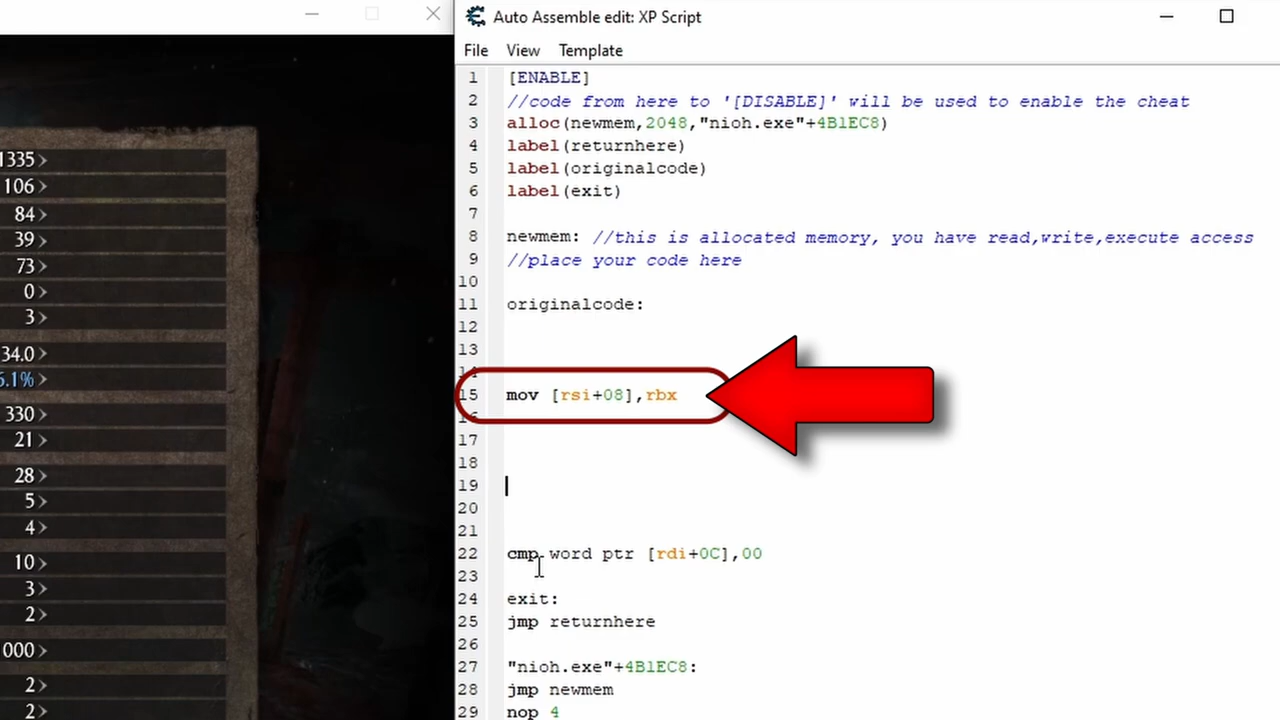 Auto Assemble edit: XP Script
File View Template
1 [ENABLE]
2 //code from here to '[DISABLE]' will be used to enable the cheat
3 alloc(newmem,2048,"nioh.exe"+4B1EC8)
4 label(returnhere)
5 label(originalcode)
6 label(exit)
7
8 newmem: //this is allocated memory, you have read,write,execute access
9 //place your code here
10
11 originalcode:
12
13
14
15 mov [rsi+08],rbx
16
17
18
19
20
21
22 cmp word ptr [rdi+0C],00
23
24 exit:
25 jmp returnhere
26
27 "nioh.exe"+4B1EC8:
28 jmp newmem
29 nop 4
1335
106
84
39
73
0
3
34.0
6.1%
330
21
28
5
4
10
3
2
000
2
2